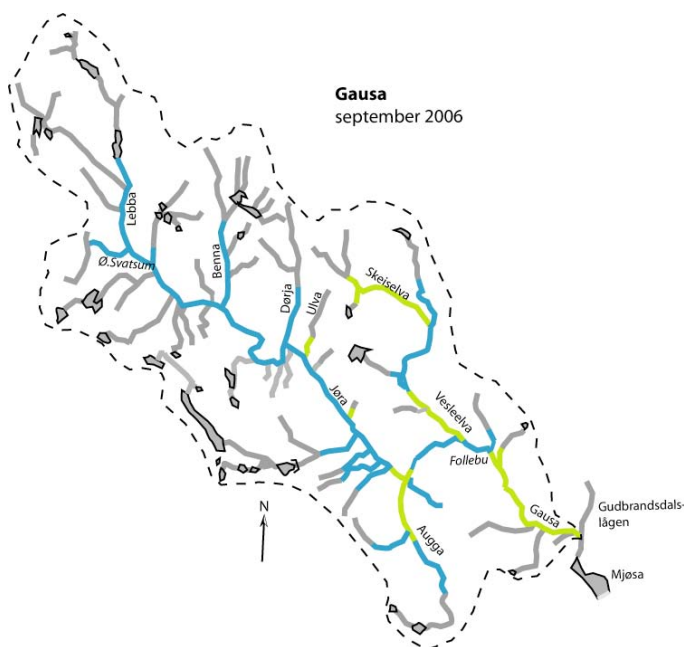 Gausa
september 2006
Lebba
Ø.Svatsum
Benna
Dørja
Ulva
Skeiselva
Jøra
Vesleelva
Follebu
Gausa
Gudbrandsdals-
lågen
Augga
Mjøsa
N